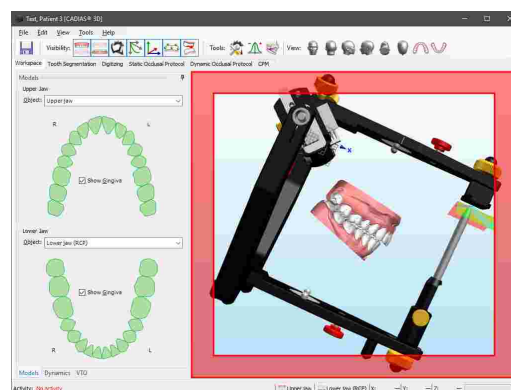 Test, Patient 3 [CADIAS® 3D]
File Edit View Tools Help
Visibility: Tools: View:
Workspace Tooth Segmentation Digitizing Static Occlusal Protocol Dynamic Occlusal Protocol CPM
Models
Upper Jaw
Object: Upper jaw
R L
Show Gingiva
Lower Jaw
Object: Lower jaw (RCP)
Show Gingiva
R L
x
Models Dynamics VTO
Activity: No activity Upper jaw Lower jaw (RCP) X: — Y: — Z: —